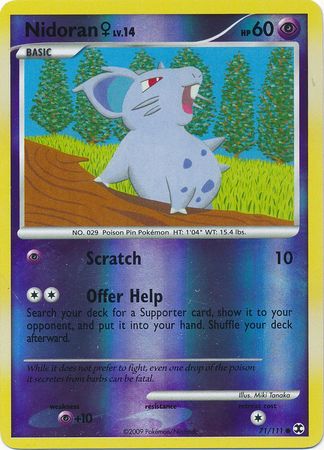 Nidoran♀ LV.14 HP 60
BASIC
NO. 029 Poison Pin Pokémon HT: 1'04" WT: 15.4 lbs.
Scratch 10
Offer Help
Search your deck for a Supporter card, show it to your
opponent, and put it into your hand. Shuffle your deck
afterward.
While it does not prefer to fight, even one drop of the poison
it secretes from barbs can be fatal.
Illus. Miki Tanaka
71/111
weakness resistance retreat cost
+10
©2009 Pokémon/Nintendo